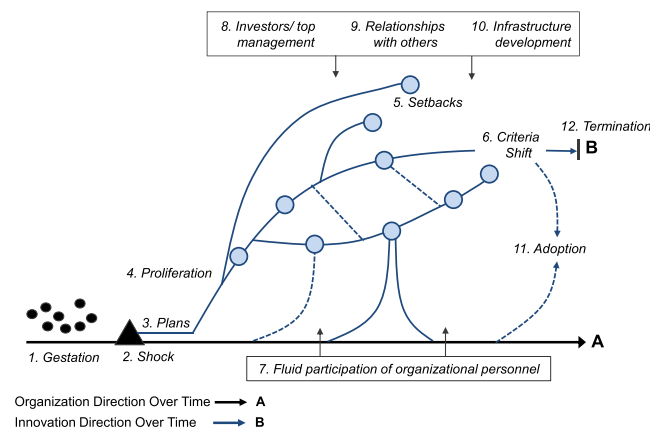 8. Investors/ top
management
9. Relationships
with others
10. Infrastructure
development
5. Setbacks
12. Termination
6. Criteria
Shift
B
11. Adoption
4. Proliferation
3. Plans
A
1. Gestation
2. Shock
7. Fluid participation of organizational personnel
Organization Direction Over Time A
Innovation Direction Over Time B